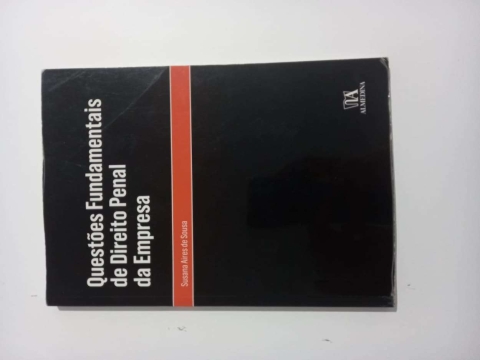 Questões Fundamentais
de Direito Penal
da Empresa
Susana Aires de Sousa
ALMEDINA